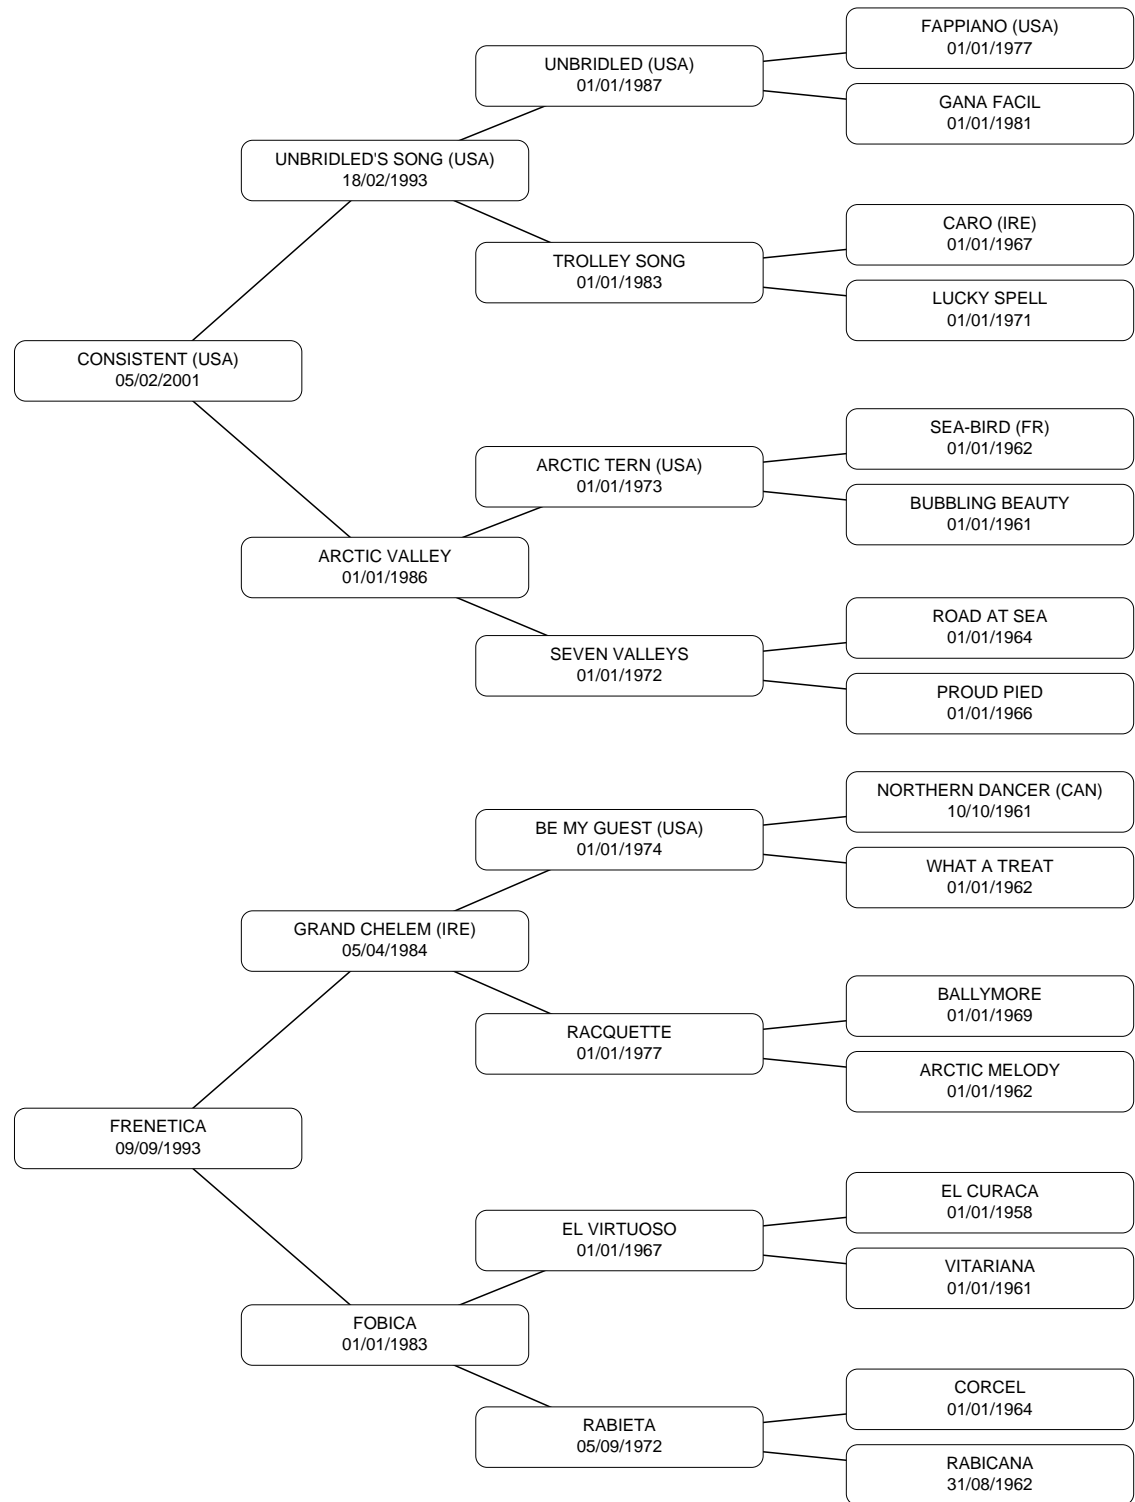 FAPPIANO (USA)
01/01/1977
UNBRIDLED (USA)
01/01/1987
GANA FACIL
01/01/1981
UNBRIDLED'S SONG (USA)
18/02/1993
CARO (IRE)
01/01/1967
TROLLEY SONG
01/01/1983
LUCKY SPELL
01/01/1971
CONSISTENT (USA)
05/02/2001
SEA-BIRD (FR)
01/01/1962
ARCTIC TERN (USA)
01/01/1973
BUBBLING BEAUTY
01/01/1961
ARCTIC VALLEY
01/01/1986
ROAD AT SEA
01/01/1964
SEVEN VALLEYS
01/01/1972
PROUD PIED
01/01/1966
NORTHERN DANCER (CAN)
10/10/1961
BE MY GUEST (USA)
01/01/1974
WHAT A TREAT
01/01/1962
GRAND CHELEM (IRE)
05/04/1984
BALLYMORE
01/01/1969
RACQUETTE
01/01/1977
ARCTIC MELODY
01/01/1962
FRENETICA
09/09/1993
EL CURACA
01/01/1958
EL VIRTUOSO
01/01/1967
VITARIANA
01/01/1961
FOBICA
01/01/1983
CORCEL
01/01/1964
RABIETA
05/09/1972
RABICANA
31/08/1962